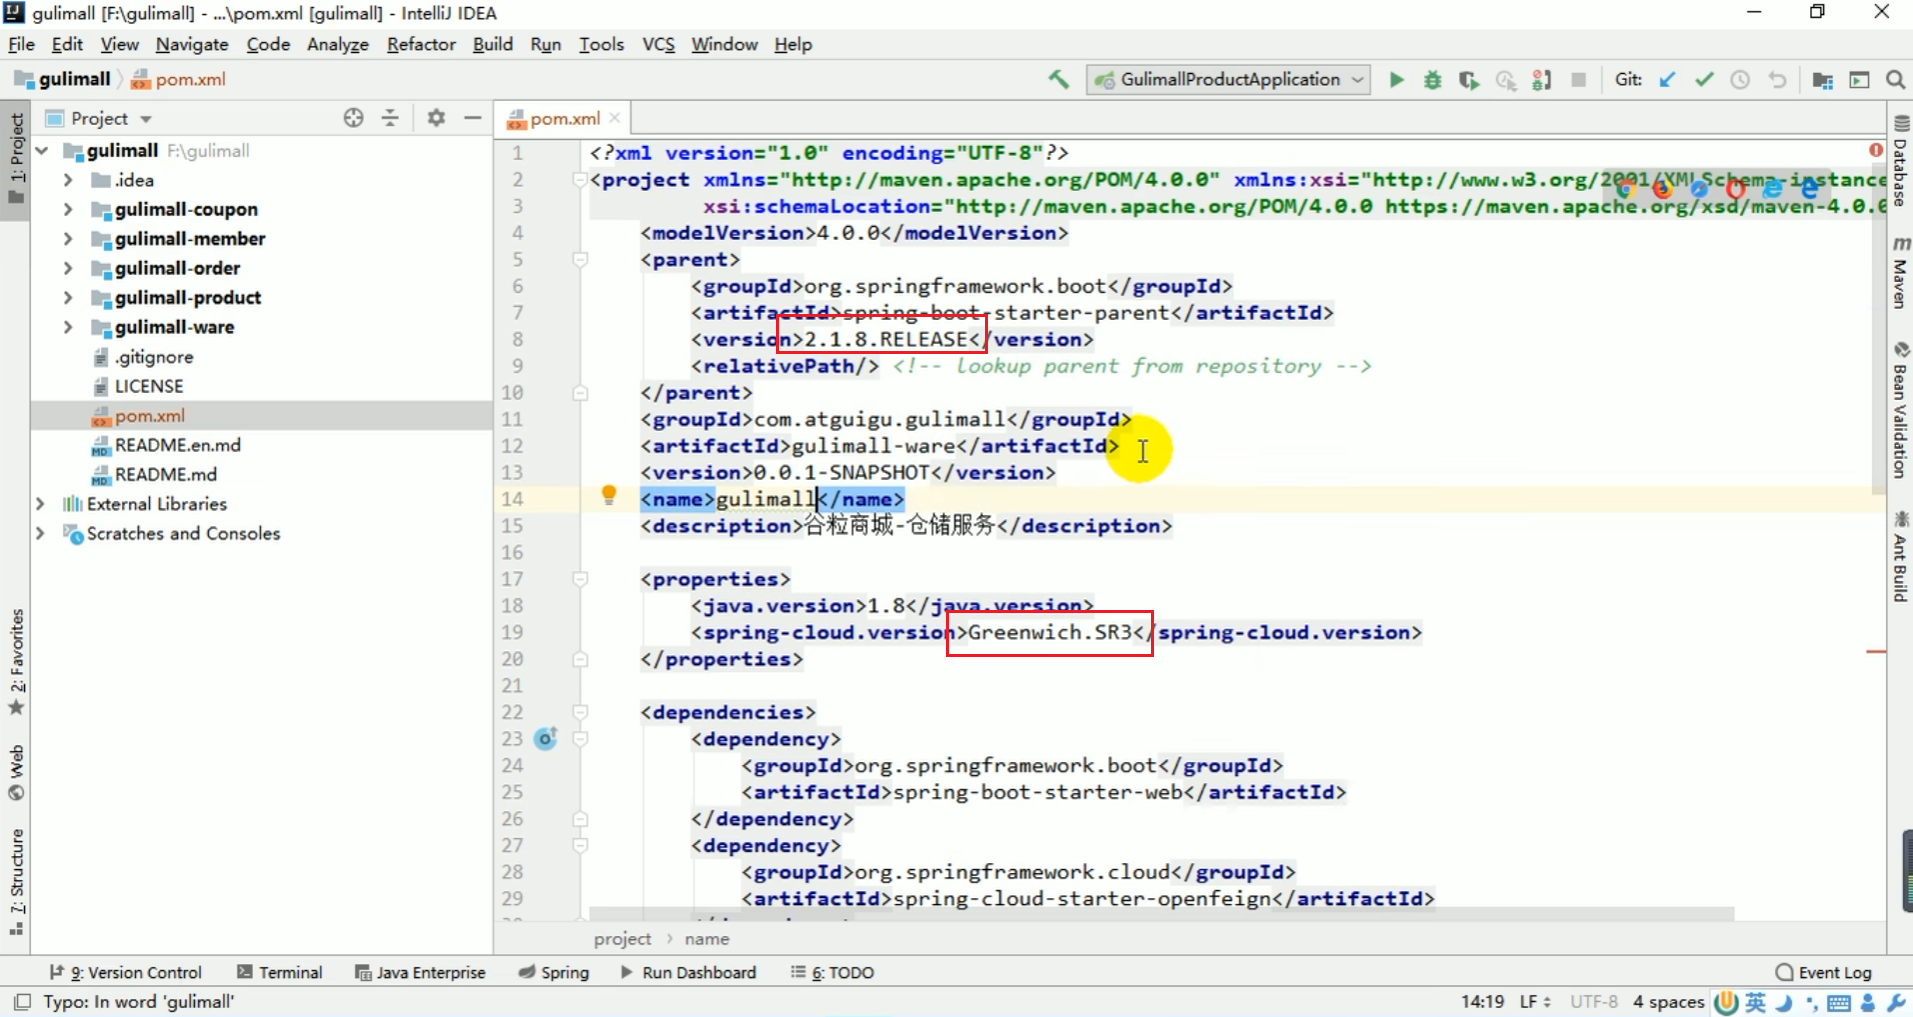 gulimall [F:\gulimall] - ...\pom.xml [gulimall] - IntelliJ IDEA
File Edit View Navigate Code Analyze Refactor Build Run Tools VCS Window Help
gulimall pom.xml GulimallProductApplication Git:
Project
pom.xml
1: Project
2: Favorites
Web
7: Structure
gulimall F:\gulimall
.idea
gulimall-coupon
gulimall-member
gulimall-order
gulimall-product
gulimall-ware
.gitignore
LICENSE
pom.xml
README.en.md
README.md
External Libraries
Scratches and Consoles
1 <?xml version="1.0" encoding="UTF-8"?>
2 <project xmlns="http://maven.apache.org/POM/4.0.0" xmlns:xsi="http://www.w3.org/2001/XMLSchema-instance
3 xsi:schemaLocation="http://maven.apache.org/POM/4.0.0 https://maven.apache.org/xsd/maven-4.0.0
4 <modelVersion>4.0.0</modelVersion>
5 <parent>
6 <groupId>org.springframework.boot</groupId>
7 <artifactId>spring-boot-starter-parent</artifactId>
8 <version>2.1.8.RELEASE</version>
9 <relativePath/> <!-- lookup parent from repository -->
10 </parent>
11 <groupId>com.atguigu.gulimall</groupId>
12 <artifactId>gulimall-ware</artifactId>
13 <version>0.0.1-SNAPSHOT</version>
14 <name>gulimall</name>
15 <description>谷粒商城-仓储服务</description>
16
17 <properties>
18 <java.version>1.8</java.version>
19 <spring-cloud.version>Greenwich.SR3</spring-cloud.version>
20 </properties>
21
22 <dependencies>
23 <dependency>
24 <groupId>org.springframework.boot</groupId>
25 <artifactId>spring-boot-starter-web</artifactId>
26 </dependency>
27 <dependency>
28 <groupId>org.springframework.cloud</groupId>
29 <artifactId>spring-cloud-starter-openfeign</artifactId>
project › name
Database
m Maven
Bean Validation
Ant Build
9: Version Control Terminal Java Enterprise Spring Run Dashboard 6: TODO Event Log
Typo: In word 'gulimall' 14:19 LF UTF-8 4 spaces 英